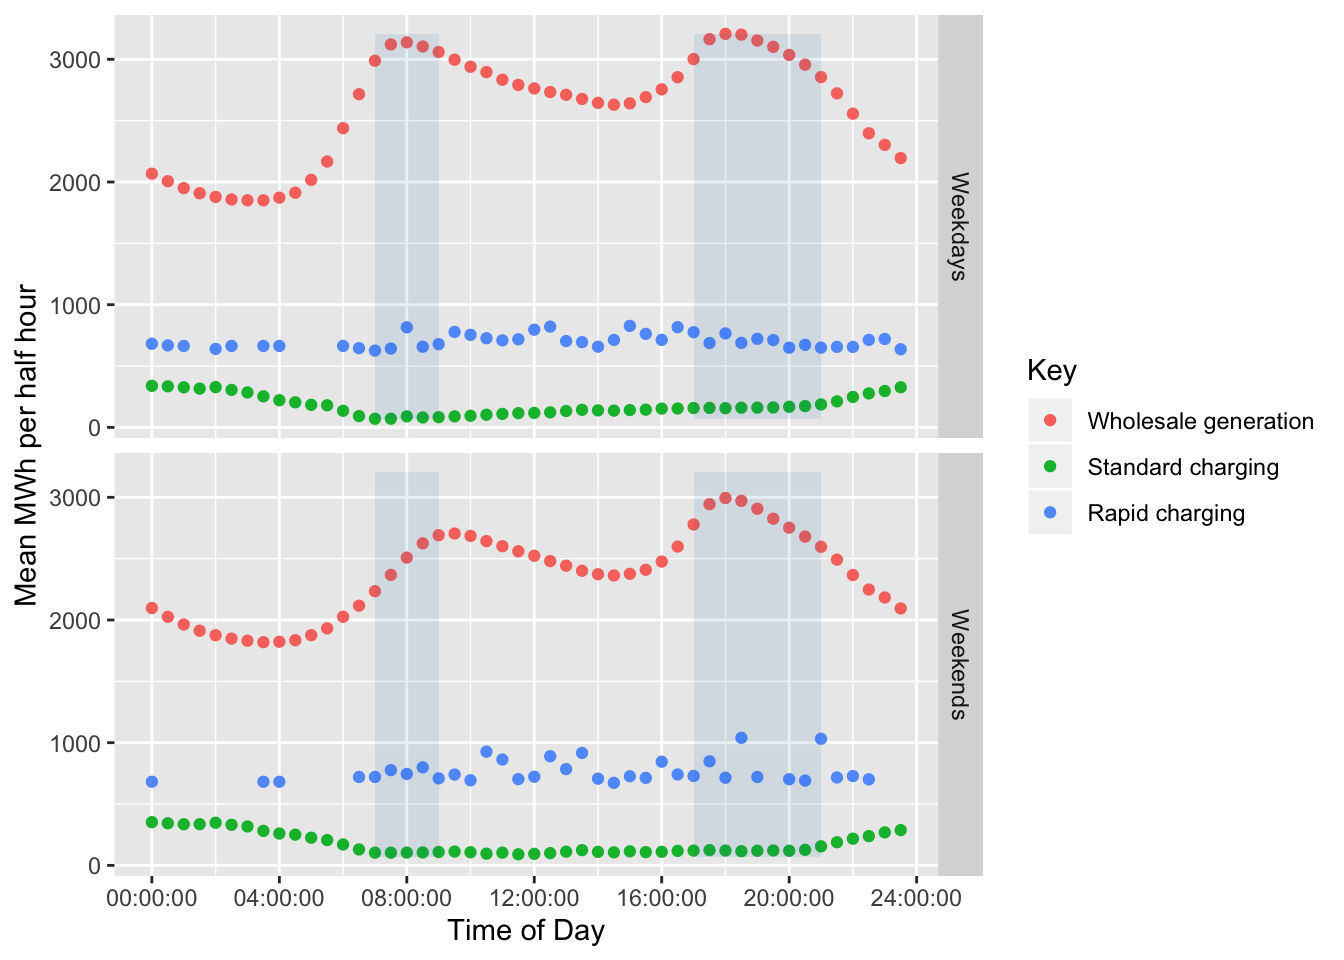 Mean MWh per half hour
3000
2000
1000
0
Weekdays
3000
2000
1000
0
Weekends
00:00:00 04:00:00 08:00:00 12:00:00 16:00:00 20:00:00 24:00:00
Time of Day
Key
Wholesale generation
Standard charging
Rapid charging